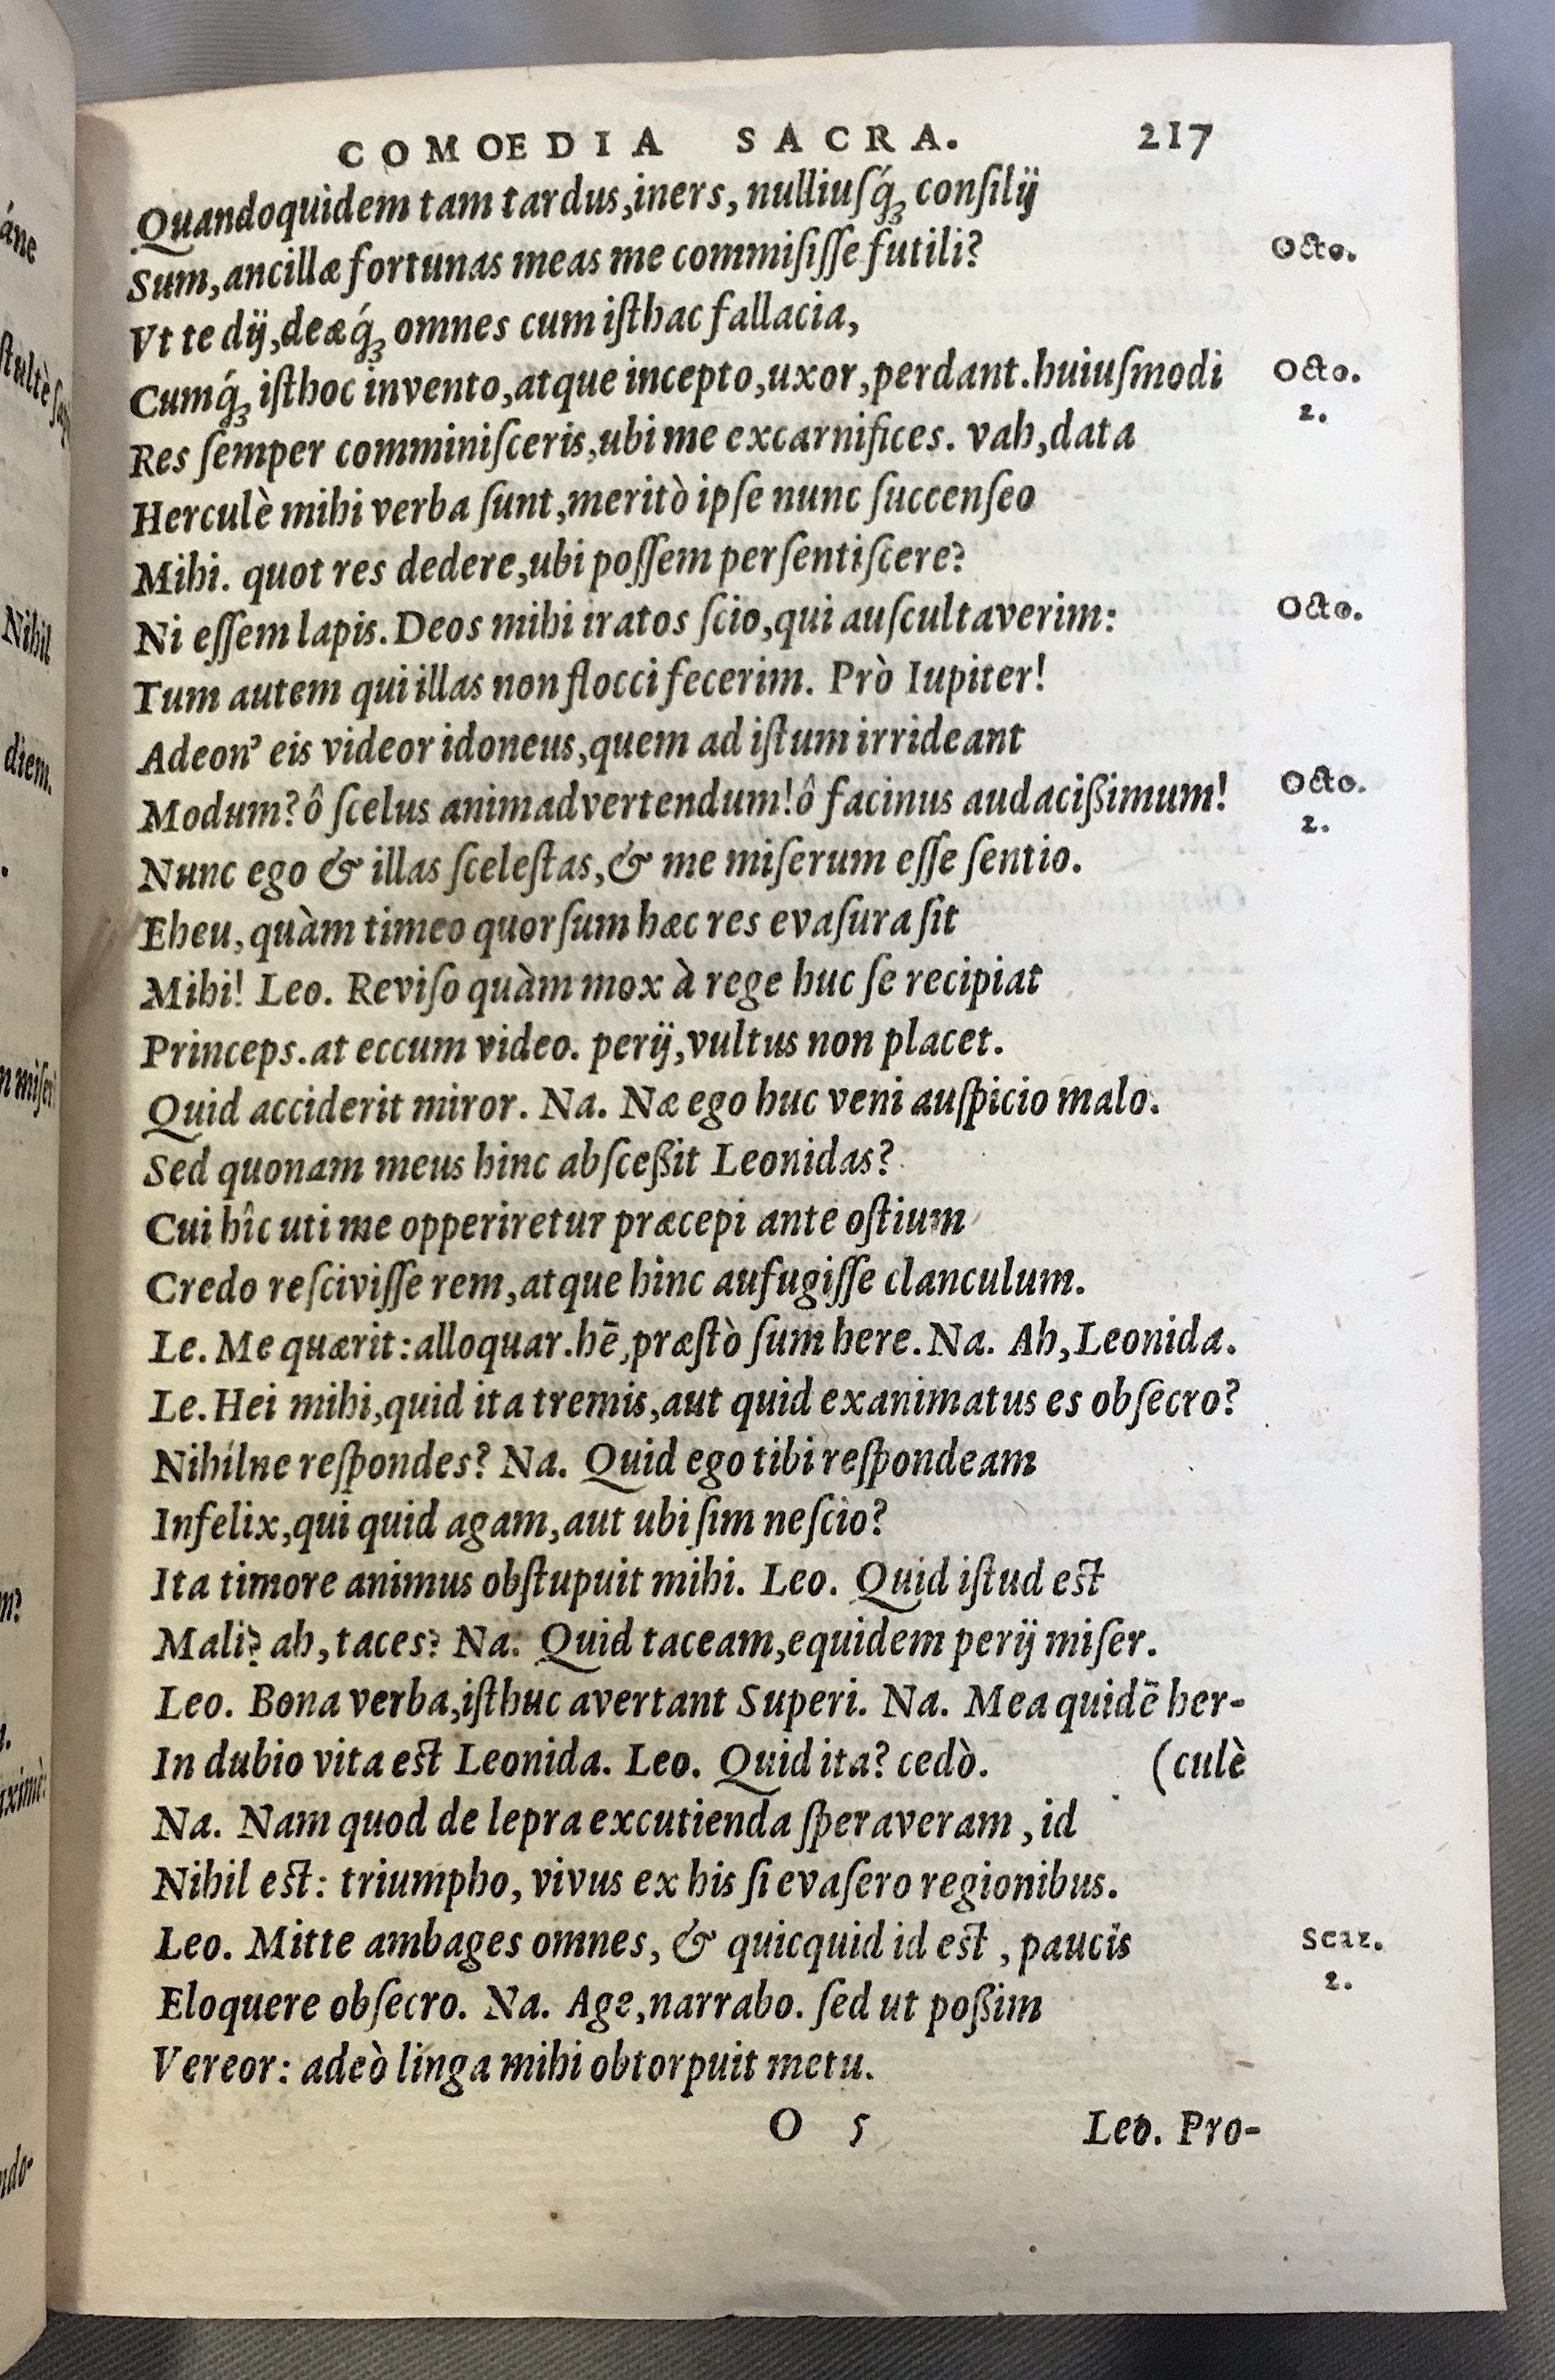 COMOEDIA SACRA. 217
Quandoquidem tam tardus, iners, nulliuſq́ꝫ conſilij
Sum, ancillæ fortunas meas me commiſiſſe futili? Octo.
Vt te dij, deæq́ꝫ omnes cum iſthac fallacia,
Cumq́ꝫ iſthoc invento, atque incepto, uxor, perdant. huiuſmodi Octo.
2.
Res ſemper comminiſceris, ubi me excarnifices. vah, data
Herculè mihi verba ſunt, meritò ipſe nunc ſuccenſeo
Mihi. quot res dedere, ubi poſſem perſentiſcere?
Ni eſſem lapis. Deos mihi iratos ſcio, qui auſcultaverim: Octo.
Tum autem qui illas non flocci fecerim. Prò Iupiter!
Adeon’ eis videor idoneus, quem ad iſtum irrideant
Modum? ô ſcelus animadvertendum! ô facinus audacißimum! Octo.
2.
Nunc ego & illas ſceleſtas, & me miſerum eſſe ſentio.
Eheu, quàm timeo quorſum hæc res evaſura ſit
Mihi! Leo. Reviſo quàm mox à rege huc ſe recipiat
Princeps. at eccum video. perij, vultus non placet.
Quid acciderit miror. Na. Næ ego huc veni auſpicio malo.
Sed quonam meus hinc abſceßit Leonidas?
Cui hîc uti me opperiretur præcepi ante oſtium
Credo reſciviſſe rem, atque hinc aufugiſſe clanculum.
Le. Me quærit: alloquar. hē, præſtò ſum here. Na. Ah, Leonida.
Le. Hei mihi, quid ita tremis, aut quid exanimatus es obſecro?
Nihilne reſpondes? Na. Quid ego tibi reſpondeam
Infelix, qui quid agam, aut ubi ſim neſcio?
Ita timore animus obſtupuit mihi. Leo. Quid iſtud eſt
Mali? ah, taces? Na. Quid taceam, equidem perij miſer.
Leo. Bona verba, iſthuc avertant Superi. Na. Mea quidē her-
In dubio vita eſt Leonida. Leo. Quid ita? cedò. (culè
Na. Nam quod de lepra excutienda ſperaveram, id
Nihil eſt: triumpho, vivus ex his ſi evaſero regionibus.
Leo. Mitte ambages omnes, & quicquid id eſt, paucis Scaz.
2.
Eloquere obſecro. Na. Age, narrabo. ſed ut poßim
Vereor: adeò linga mihi obtorpuit metu.
O 5 Leo. Pro-